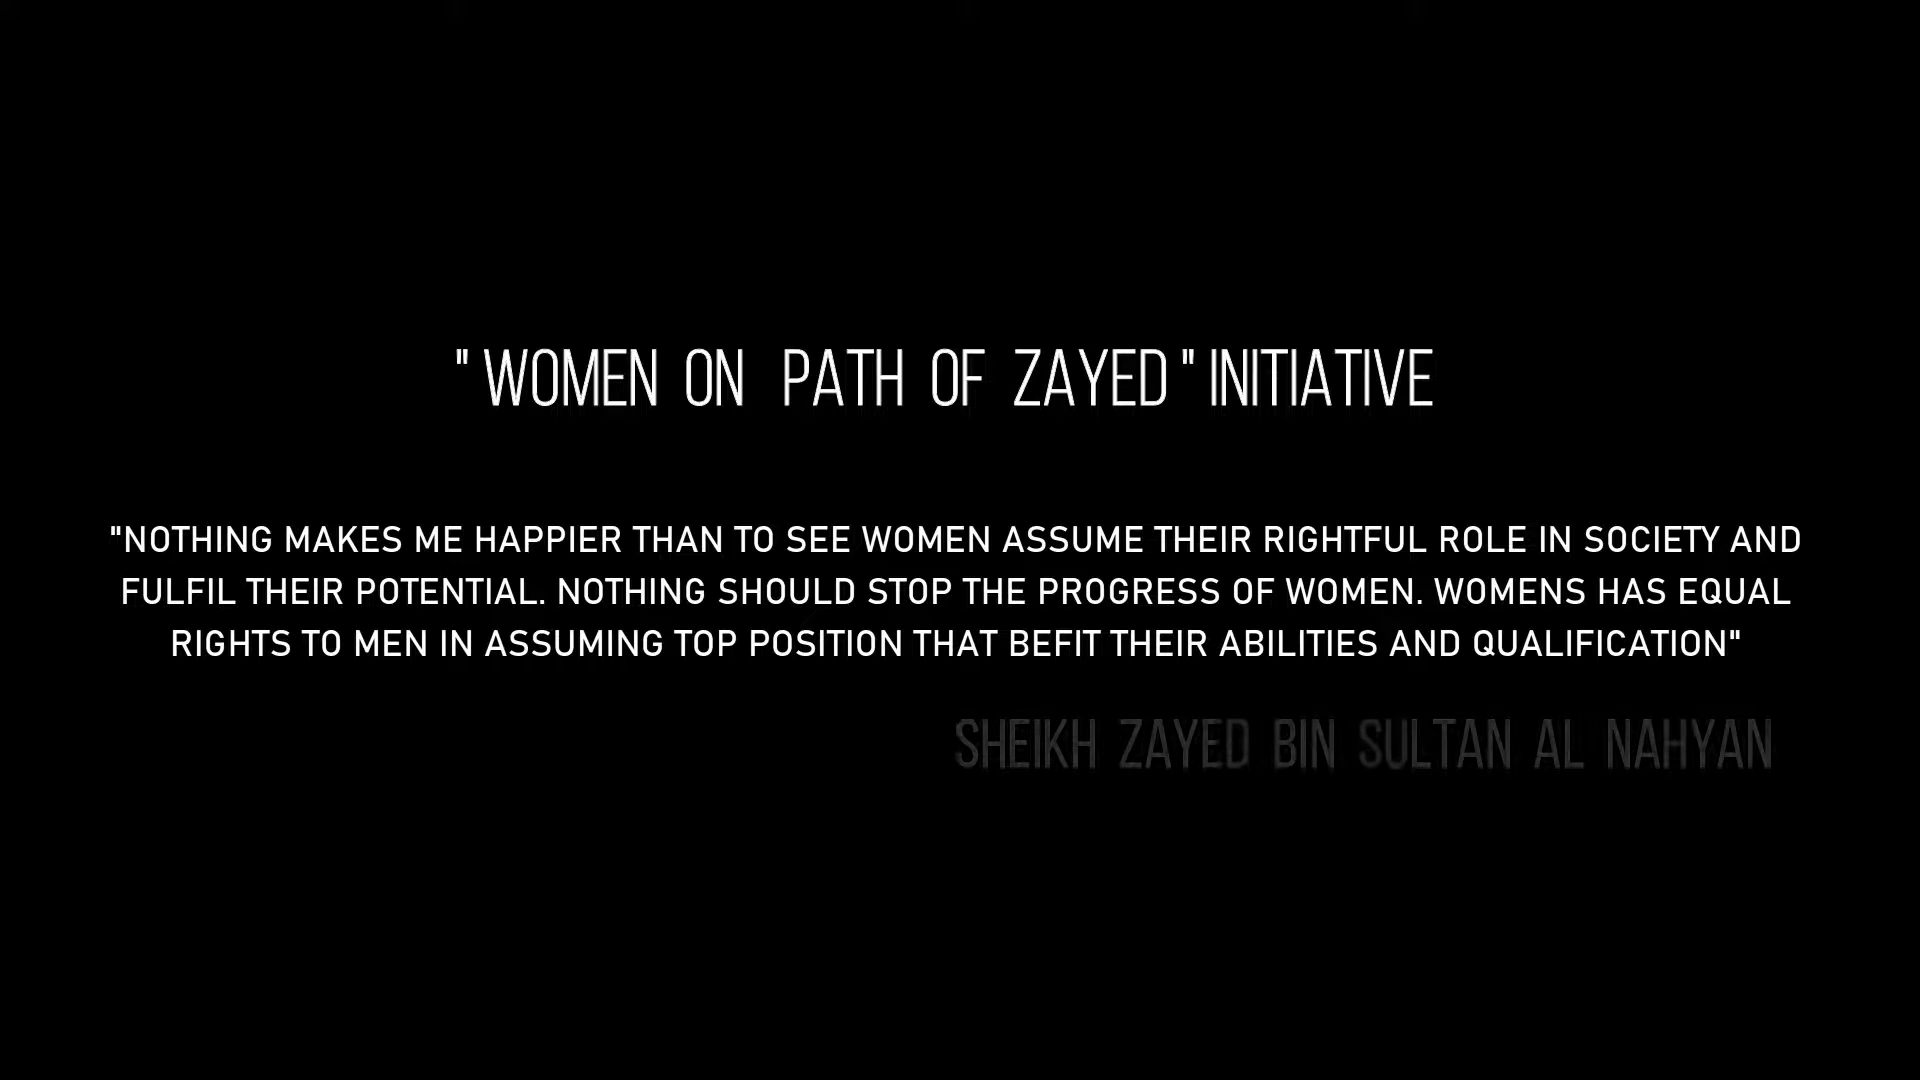 "WOMEN ON PATH OF ZAYED" INITIATIVE
"NOTHING MAKES ME HAPPIER THAN TO SEE WOMEN ASSUME THEIR RIGHTFUL ROLE IN SOCIETY AND
FULFIL THEIR POTENTIAL. NOTHING SHOULD STOP THE PROGRESS OF WOMEN. WOMENS HAS EQUAL
RIGHTS TO MEN IN ASSUMING TOP POSITION THAT BEFIT THEIR ABILITIES AND QUALIFICATION"
SHEIKH ZAYED BIN SULTAN AL NAHYAN